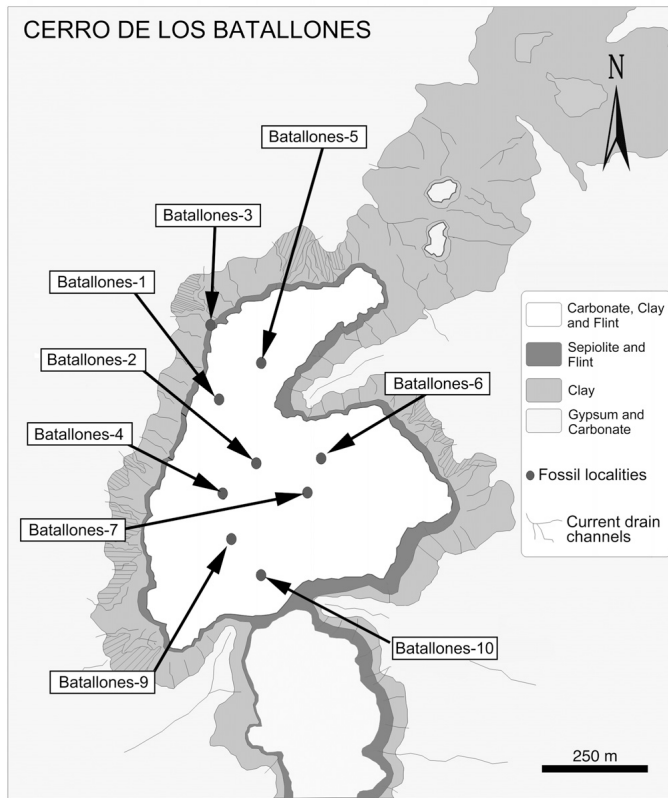 CERRO DE LOS BATALLONES
N
Batallones-5
Batallones-3
Batallones-1
Batallones-2
Batallones-6
Batallones-4
Batallones-7
Batallones-9
Batallones-10
Carbonate, Clay
and Flint
Sepiolite and
Flint
Clay
Gypsum and
Carbonate
Fossil localities
Current drain
channels
250 m